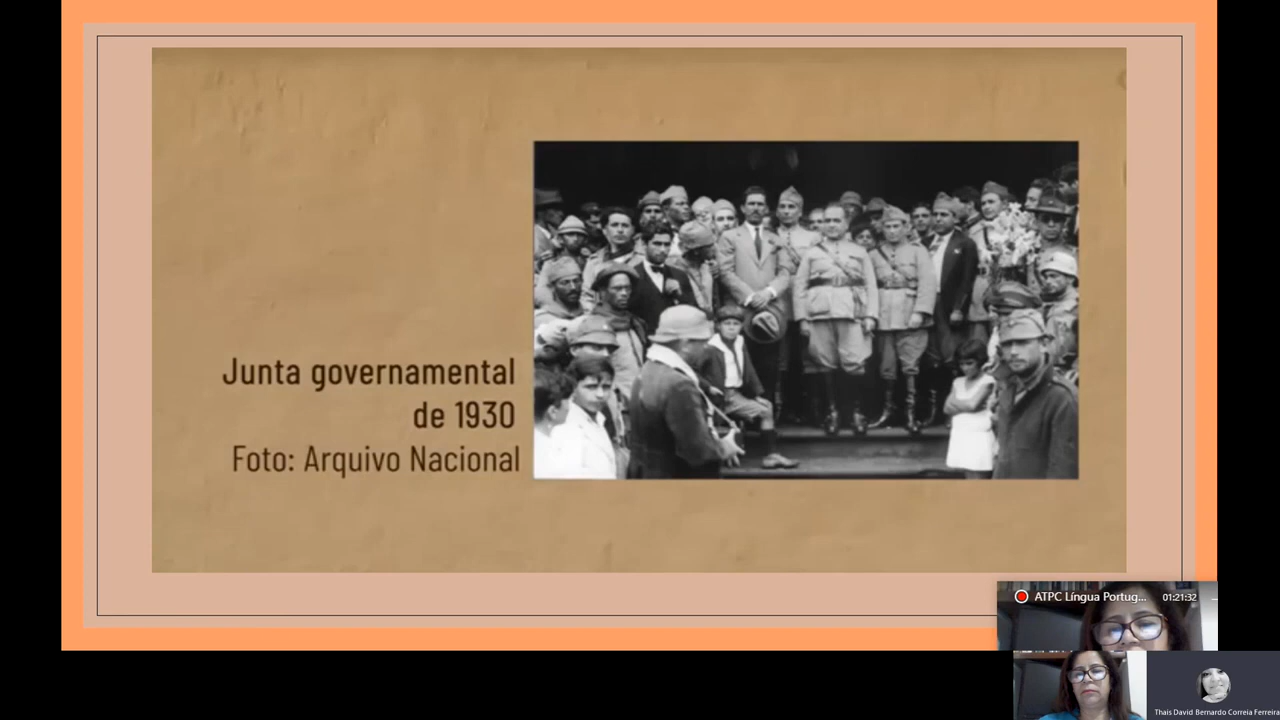 Junta governamental
de 1930
Foto: Arquivo Nacional
ATPC Língua Portug... 01:21:32
Thais David Bernardo Correia Ferreira